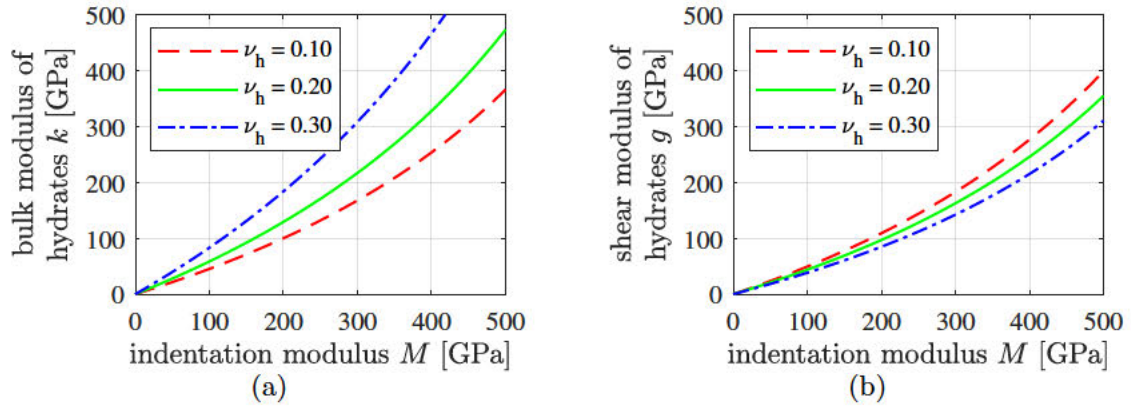 bulk modulus of
hydrates k [GPa]
500
400
300
200
100
0
ν_h = 0.10
ν_h = 0.20
ν_h = 0.30
0 100 200 300 400 500
indentation modulus M [GPa]
(a)
shear modulus of
hydrates g [GPa]
500
400
300
200
100
0
ν_h = 0.10
ν_h = 0.20
ν_h = 0.30
0 100 200 300 400 500
indentation modulus M [GPa]
(b)